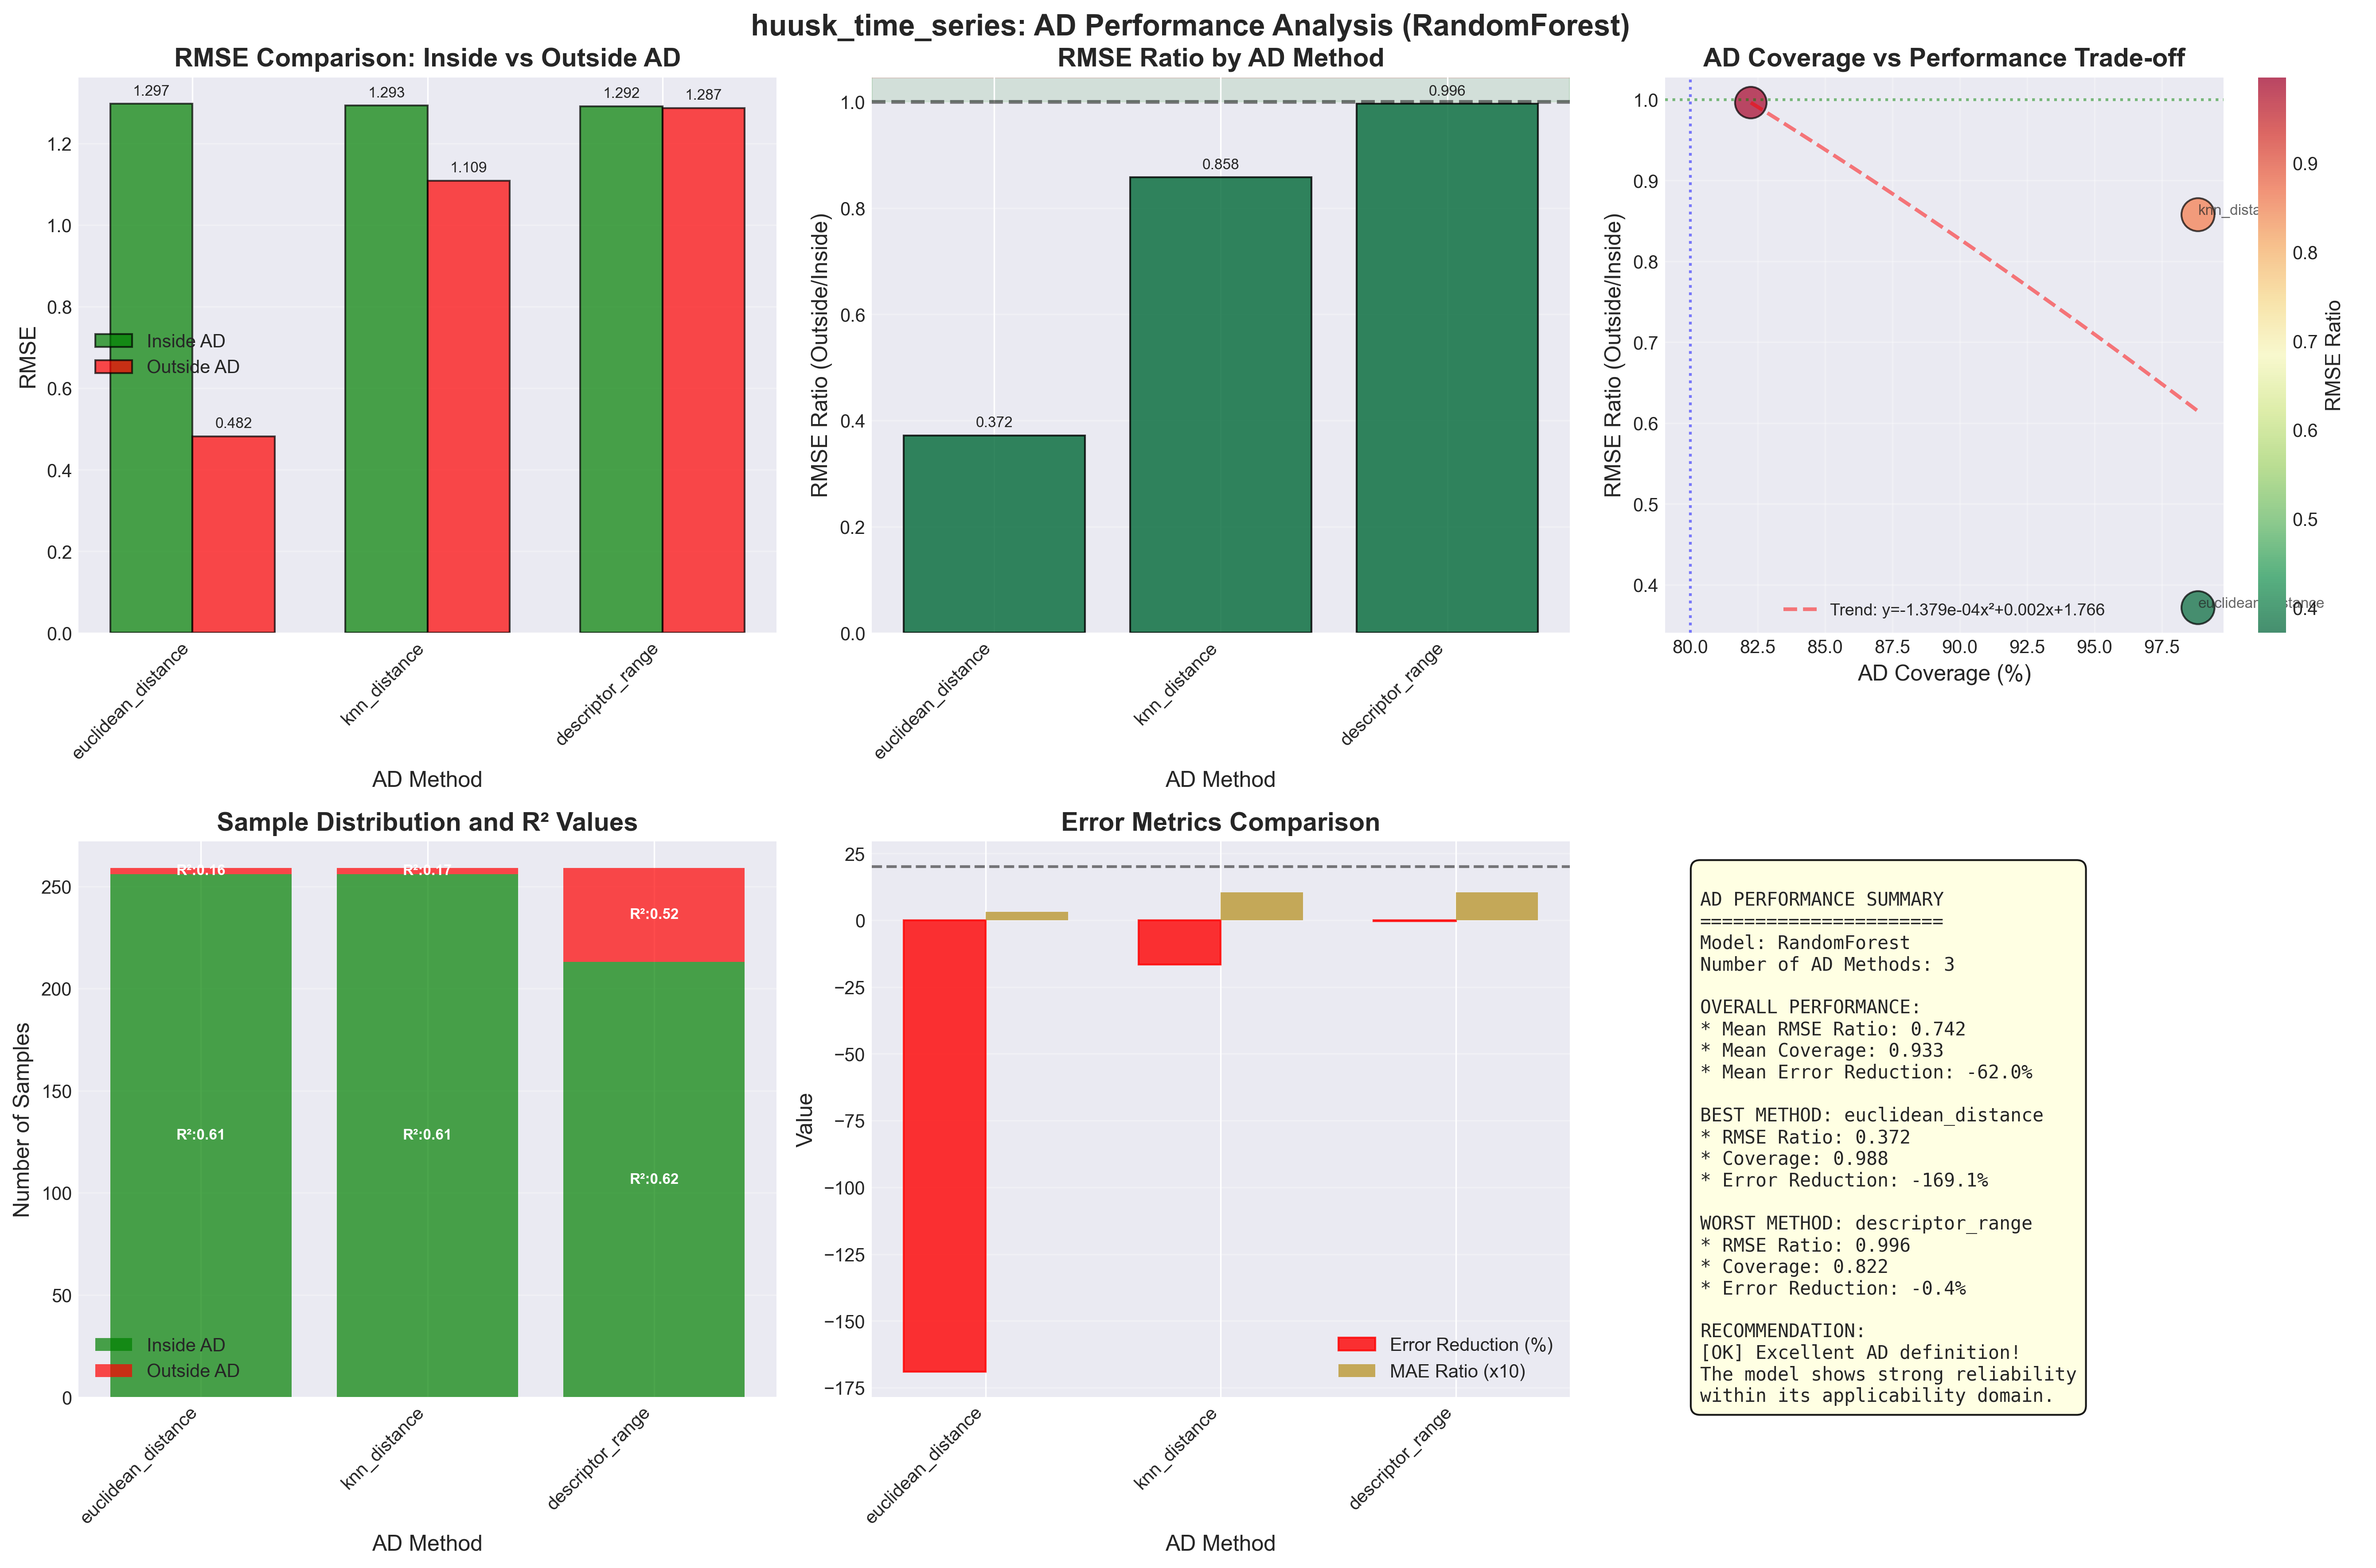 huusk_time_series: AD Performance Analysis (RandomForest)
RMSE Comparison: Inside vs Outside AD
RMSE
0.0
0.2
0.4
0.6
0.8
1.0
1.2
1.297
0.482
1.293
1.109
1.292
1.287
Inside AD
Outside AD
euclidean_distance
knn_distance
descriptor_range
AD Method
RMSE Ratio by AD Method
RMSE Ratio (Outside/Inside)
0.0
0.2
0.4
0.6
0.8
1.0
0.372
0.858
0.996
euclidean_distance
knn_distance
descriptor_range
AD Method
AD Coverage vs Performance Trade-off
RMSE Ratio (Outside/Inside)
1.0
0.9
0.8
0.7
0.6
0.5
0.4
knn_dista
euclidean_distance
Trend: y=-1.379e-04x²+0.002x+1.766
80.0
82.5
85.0
87.5
90.0
92.5
95.0
97.5
AD Coverage (%)
0.9
0.8
0.7
0.6
0.5
0.4
RMSE Ratio
Sample Distribution and R² Values
Number of Samples
0
50
100
150
200
250
R²:0.16
R²:0.17
R²:0.52
R²:0.61
R²:0.61
R²:0.62
Inside AD
Outside AD
euclidean_distance
knn_distance
descriptor_range
AD Method
Error Metrics Comparison
Value
25
0
−25
−50
−75
−100
−125
−150
−175
Error Reduction (%)
MAE Ratio (x10)
euclidean_distance
knn_distance
descriptor_range
AD Method
AD PERFORMANCE SUMMARY
======================
Model: RandomForest
Number of AD Methods: 3
OVERALL PERFORMANCE:
* Mean RMSE Ratio: 0.742
* Mean Coverage: 0.933
* Mean Error Reduction: -62.0%
BEST METHOD: euclidean_distance
* RMSE Ratio: 0.372
* Coverage: 0.988
* Error Reduction: -169.1%
WORST METHOD: descriptor_range
* RMSE Ratio: 0.996
* Coverage: 0.822
* Error Reduction: -0.4%
RECOMMENDATION:
[OK] Excellent AD definition!
The model shows strong reliability
within its applicability domain.